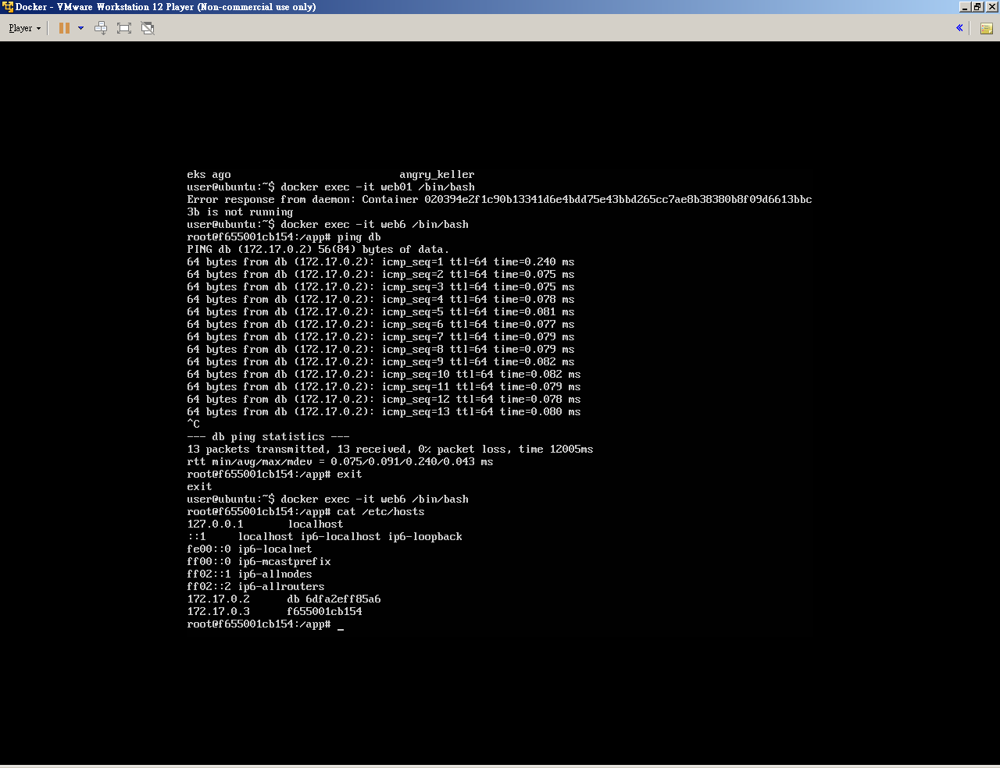 Docker - VMware Workstation 12 Player (Non-commercial use only)
Player
eks ago                           angry_keller
user@ubuntu:~$ docker exec -it web01 /bin/bash
Error response from daemon: Container 020394e2f1c90b13341d6e4bdd75e43bbd265cc7ae8b38380b8f09d6613bbc
3b is not running
user@ubuntu:~$ docker exec -it web6 /bin/bash
root@f655001cb154:/app# ping db
PING db (172.17.0.2) 56(84) bytes of data.
64 bytes from db (172.17.0.2): icmp_seq=1 ttl=64 time=0.240 ms
64 bytes from db (172.17.0.2): icmp_seq=2 ttl=64 time=0.075 ms
64 bytes from db (172.17.0.2): icmp_seq=3 ttl=64 time=0.075 ms
64 bytes from db (172.17.0.2): icmp_seq=4 ttl=64 time=0.078 ms
64 bytes from db (172.17.0.2): icmp_seq=5 ttl=64 time=0.081 ms
64 bytes from db (172.17.0.2): icmp_seq=6 ttl=64 time=0.077 ms
64 bytes from db (172.17.0.2): icmp_seq=7 ttl=64 time=0.079 ms
64 bytes from db (172.17.0.2): icmp_seq=8 ttl=64 time=0.079 ms
64 bytes from db (172.17.0.2): icmp_seq=9 ttl=64 time=0.082 ms
64 bytes from db (172.17.0.2): icmp_seq=10 ttl=64 time=0.082 ms
64 bytes from db (172.17.0.2): icmp_seq=11 ttl=64 time=0.079 ms
64 bytes from db (172.17.0.2): icmp_seq=12 ttl=64 time=0.078 ms
64 bytes from db (172.17.0.2): icmp_seq=13 ttl=64 time=0.080 ms
^C
--- db ping statistics ---
13 packets transmitted, 13 received, 0% packet loss, time 12005ms
rtt min/avg/max/mdev = 0.075/0.091/0.240/0.043 ms
root@f655001cb154:/app# exit
exit
user@ubuntu:~$ docker exec -it web6 /bin/bash
root@f655001cb154:/app# cat /etc/hosts
127.0.0.1       localhost
::1     localhost ip6-localhost ip6-loopback
fe00::0 ip6-localnet
ff00::0 ip6-mcastprefix
ff02::1 ip6-allnodes
ff02::2 ip6-allrouters
172.17.0.2      db 6dfa2eff85a6
172.17.0.3      f655001cb154
root@f655001cb154:/app# _